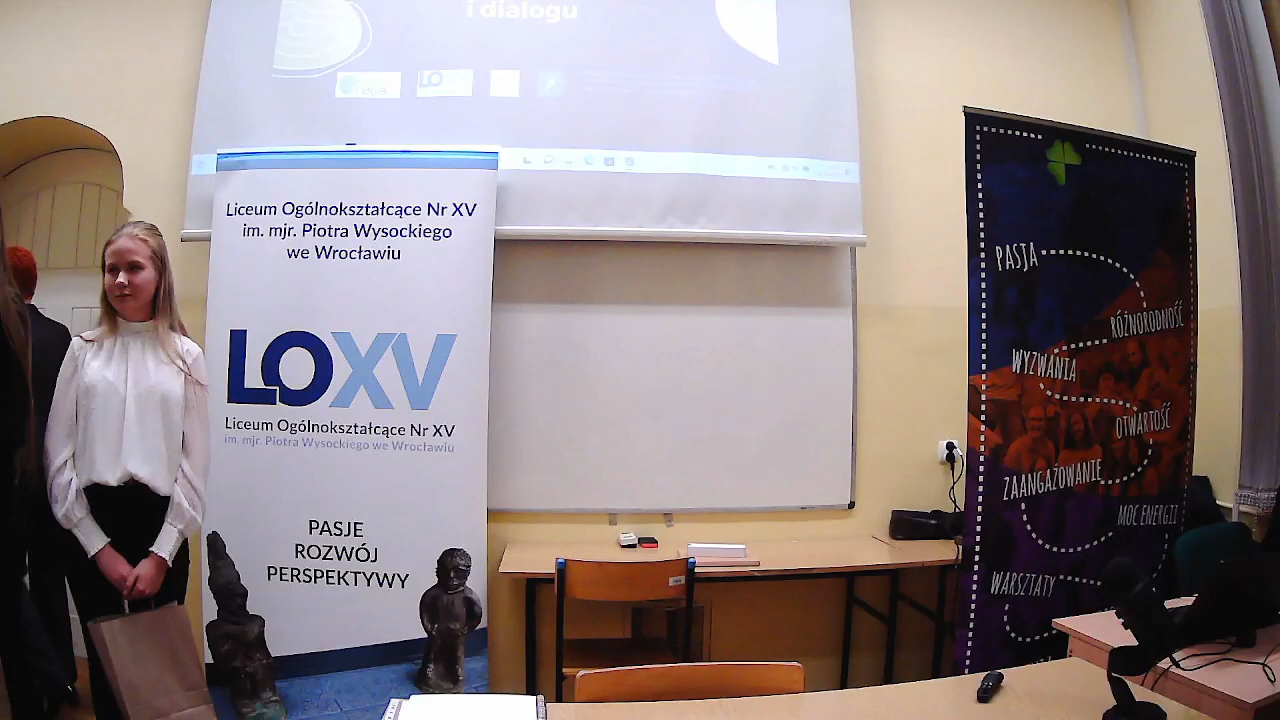 i dialogu
LO
Liceum Ogólnokształcące Nr XV
im. mjr. Piotra Wysockiego
we Wrocławiu
LOXV
Liceum Ogólnokształcące Nr XV
im. mjr. Piotra Wysockiego we Wrocławiu
PASJE
ROZWÓJ
PERSPEKTYWY
PASJA
RÓŻNORODNOŚĆ
WYZWANIA
OTWARTOŚĆ
ZAANGAŻOWANIE
MOC ENERGII
WARSZTATY